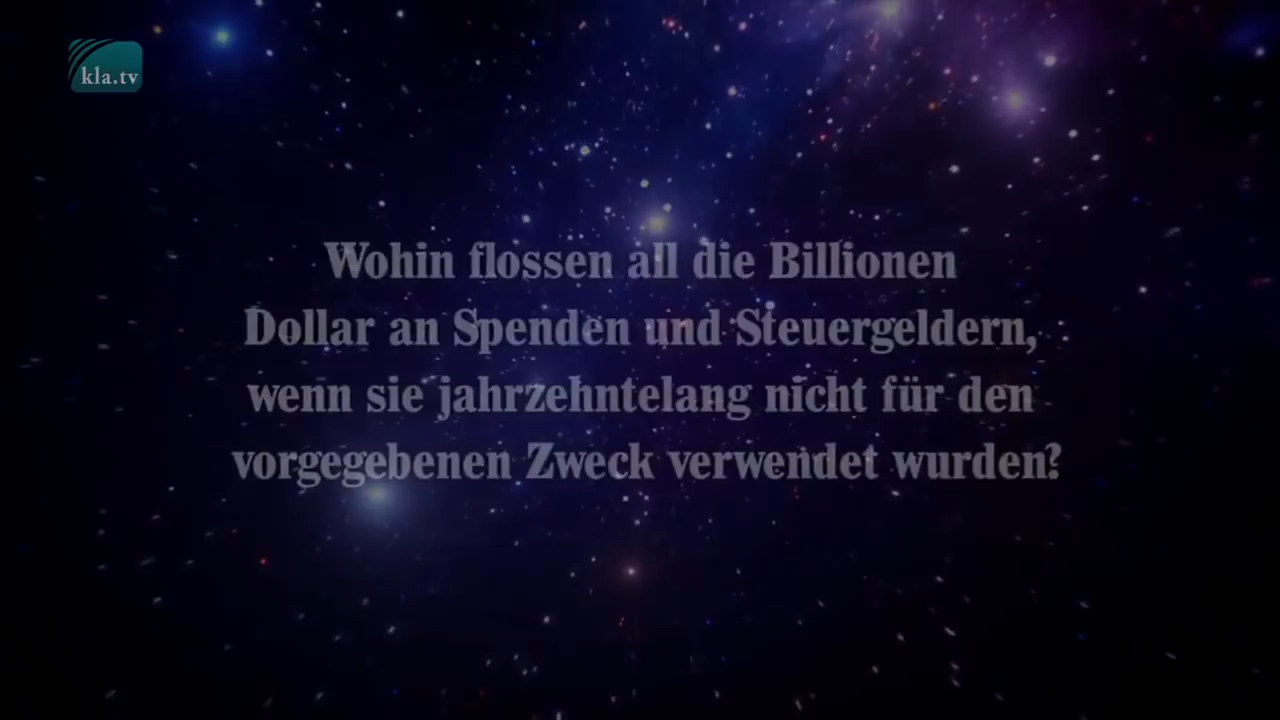 kla.tv
Wohin flossen all die Billionen
Dollar an Spenden und Steuergeldern,
wenn sie jahrzehntelang nicht für den
vorgegebenen Zweck verwendet wurden?